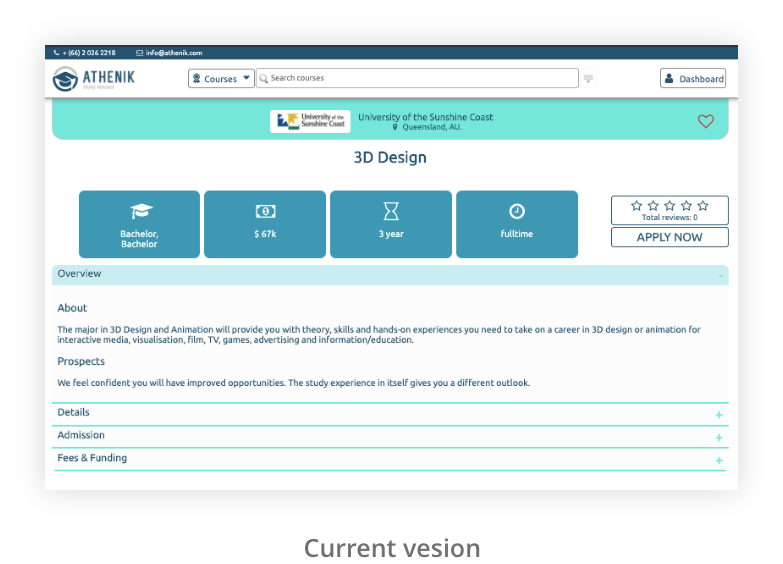 + (66) 2 026 2218 info@athenik.com
ATHENIK
Study Abroad
Courses Search courses Dashboard
University of the
Sunshine Coast
University of the Sunshine Coast
Queensland, AU.
3D Design
Bachelor,
Bachelor
$ 67k
3 year
fulltime
Total reviews: 0
APPLY NOW
Overview -
About
The major in 3D Design and Animation will provide you with theory, skills and hands-on experiences you need to take on a career in 3D design or animation for
interactive media, visualisation, film, TV, games, advertising and information/education.
Prospects
We feel confident you will have improved opportunities. The study experience in itself gives you a different outlook.
Details +
Admission +
Fees & Funding +
Current vesion